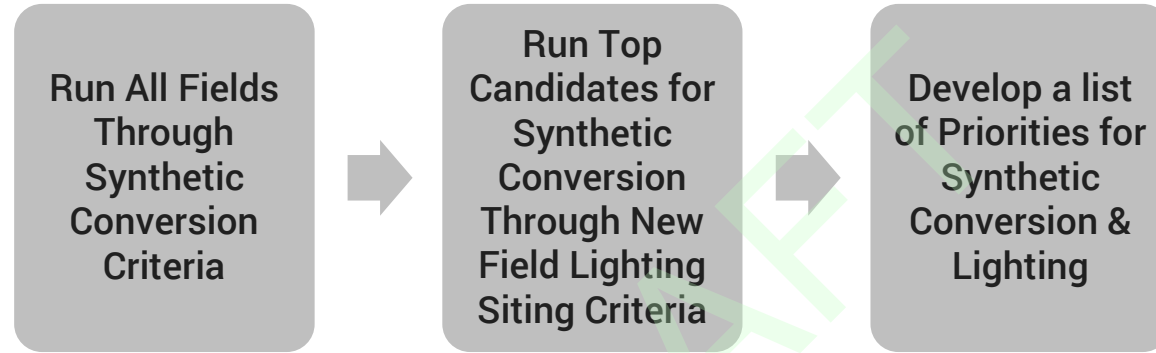 Run All Fields
Through
Synthetic
Conversion
Criteria
Run Top
Candidates for
Synthetic
Conversion
Through New
Field Lighting
Siting Criteria
Develop a list
of Priorities for
Synthetic
Conversion &
Lighting
AFT